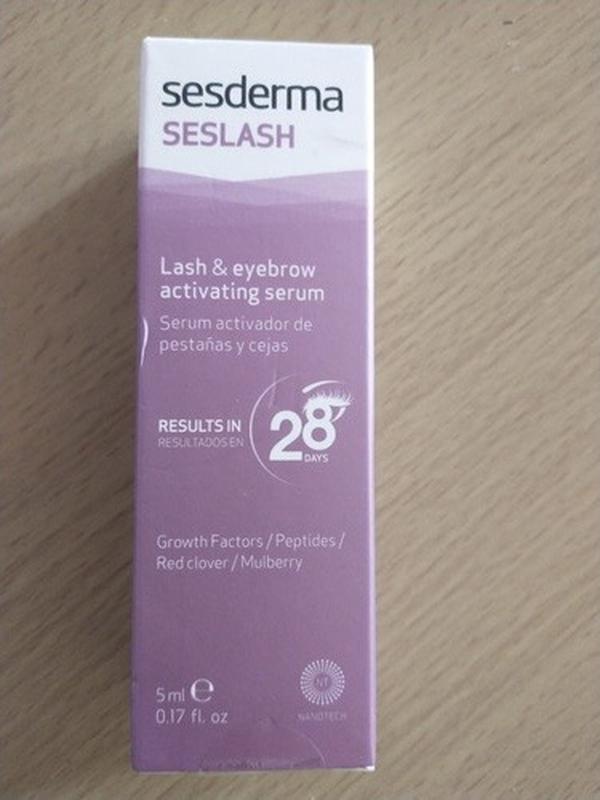 sesderma
SESLASH
Lash & eyebrow
activating serum
Serum activador de
pestañas y cejas
RESULTS IN
RESULTADOS EN
28
DAYS
Growth Factors / Peptides /
Red clover / Mulberry
5 ml e
0.17 fl. oz
NT
NANOTECH